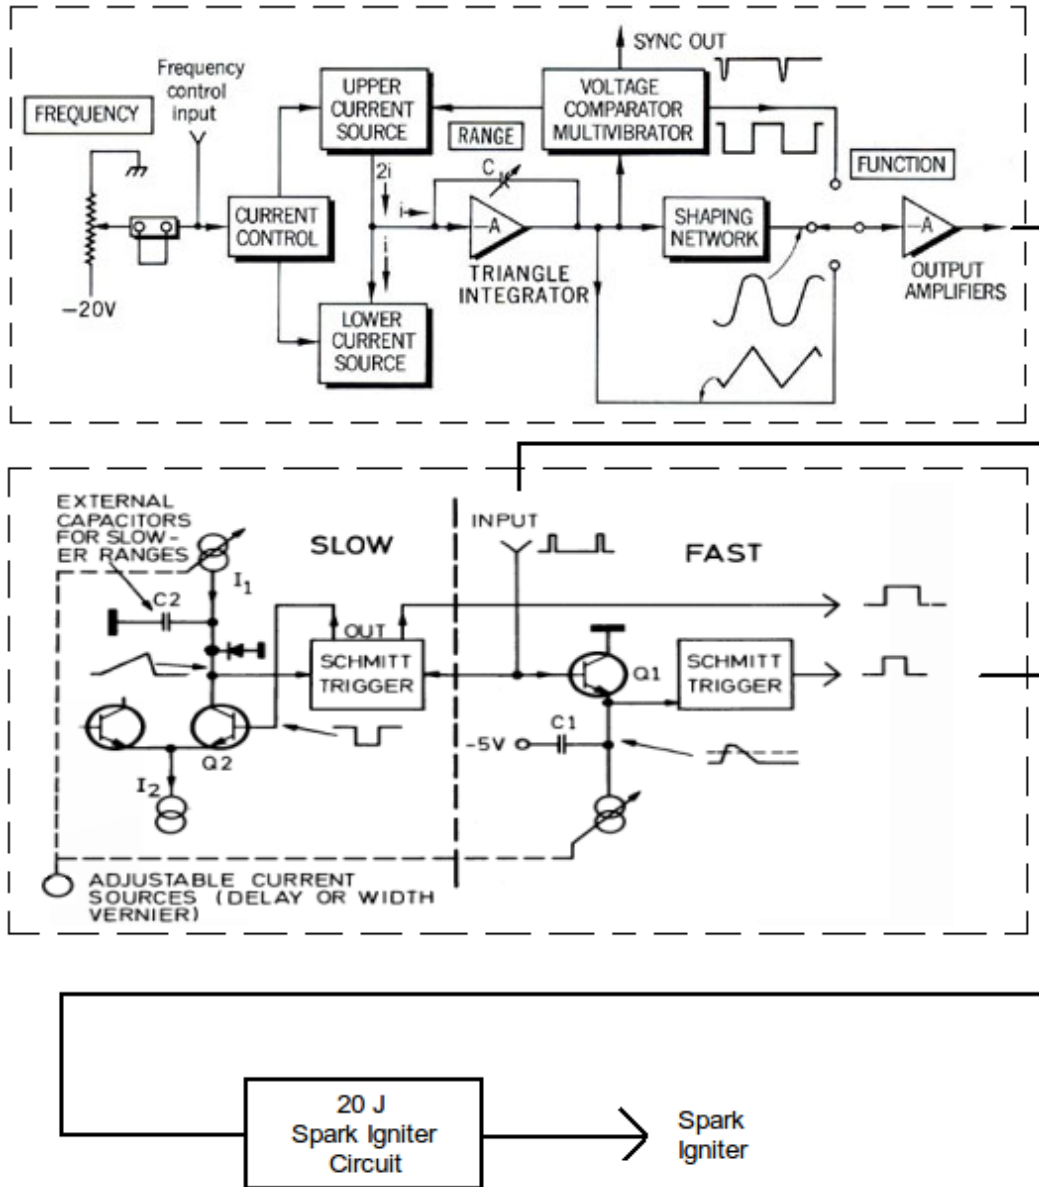 SYNC OUT
Frequency
control
input
FREQUENCY
UPPER
CURRENT
SOURCE
VOLTAGE
COMPARATOR
MULTIVIBRATOR
RANGE
FUNCTION
C
2i
i
CURRENT
CONTROL
-A
SHAPING
NETWORK
-A
TRIANGLE
INTEGRATOR
OUTPUT
AMPLIFIERS
i
-20V
LOWER
CURRENT
SOURCE
EXTERNAL
CAPACITORS
FOR SLOW-
ER RANGES
SLOW
INPUT
FAST
I1
C2
OUT
SCHMITT
TRIGGER
Q1
SCHMITT
TRIGGER
C1
-5V
Q2
I2
ADJUSTABLE CURRENT
SOURCES (DELAY OR WIDTH
VERNIER)
20 J
Spark Igniter
Circuit
Spark
Igniter